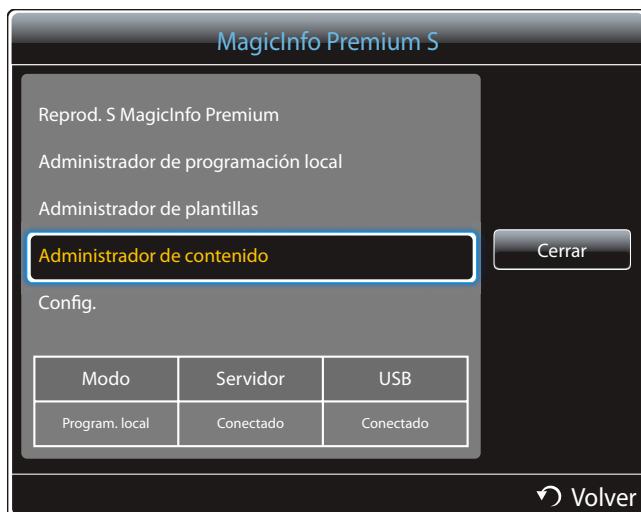 MagicInfo Premium S
Reprod. S MagicInfo Premium
Administrador de programación local
Administrador de plantillas
Administrador de contenido
Cerrar
Config.
Modo Servidor USB
Program. local Conectado Conectado
Volver